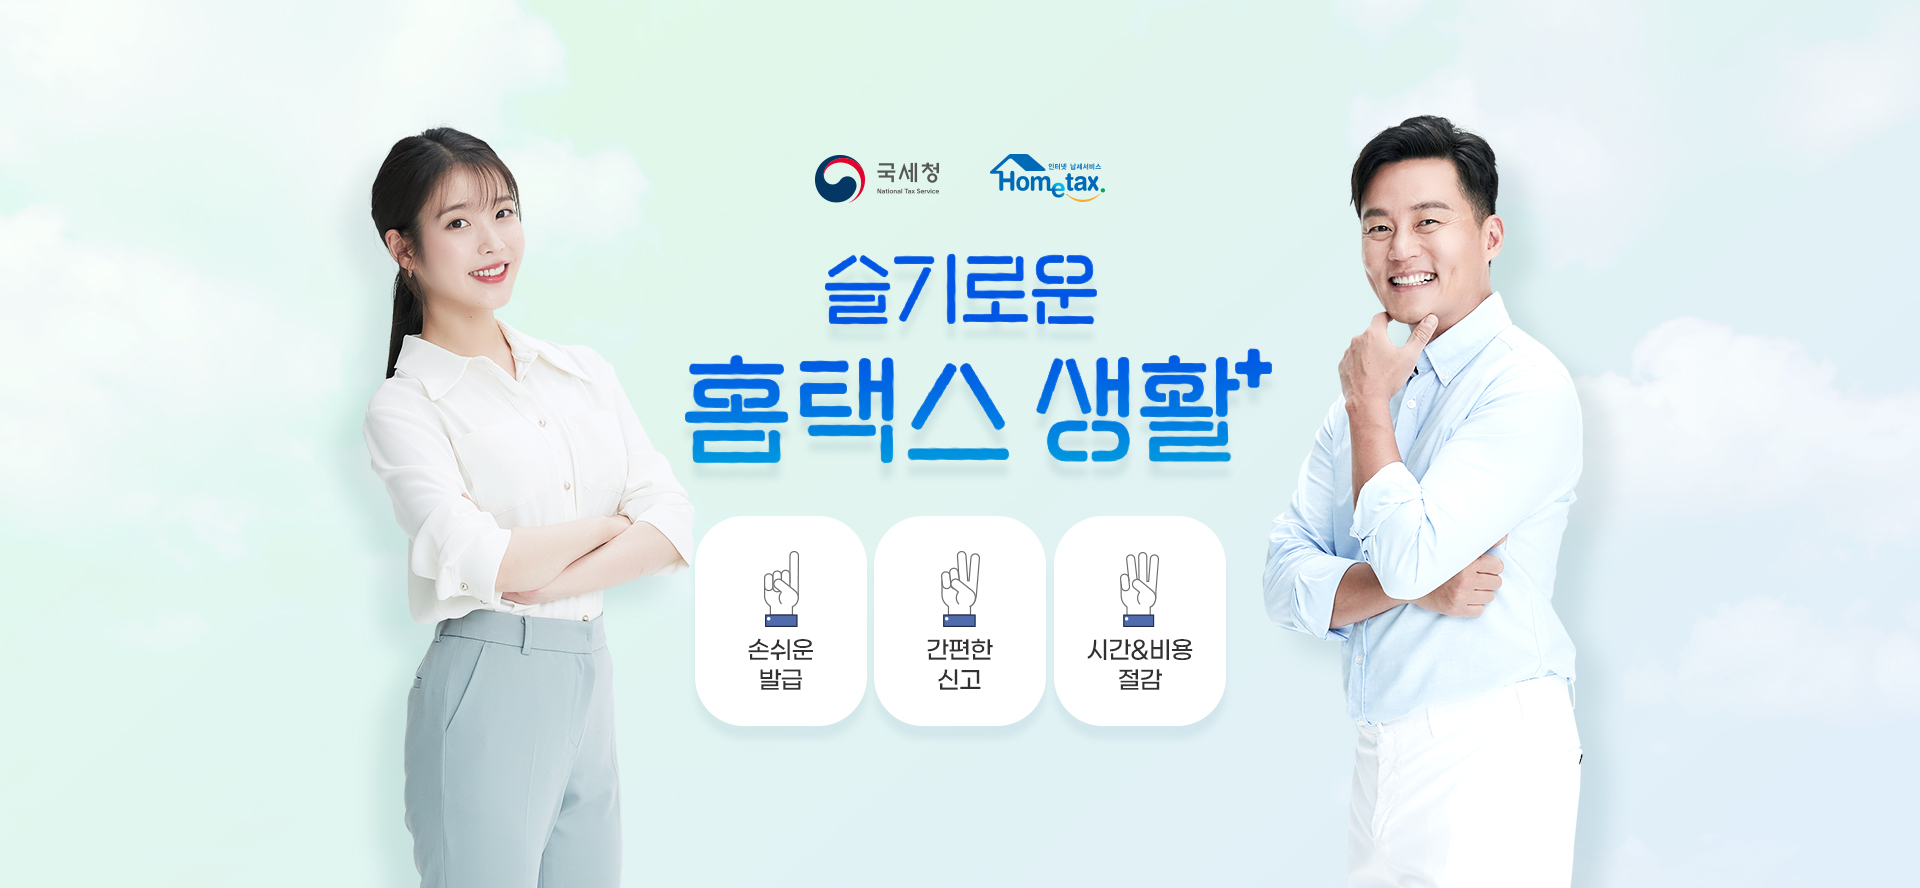 국세청
National Tax Service
인터넷 납세서비스
Hometax.
슬기로운
홈택스 생활+
손쉬운
발급
간편한
신고
시간&비용
절감